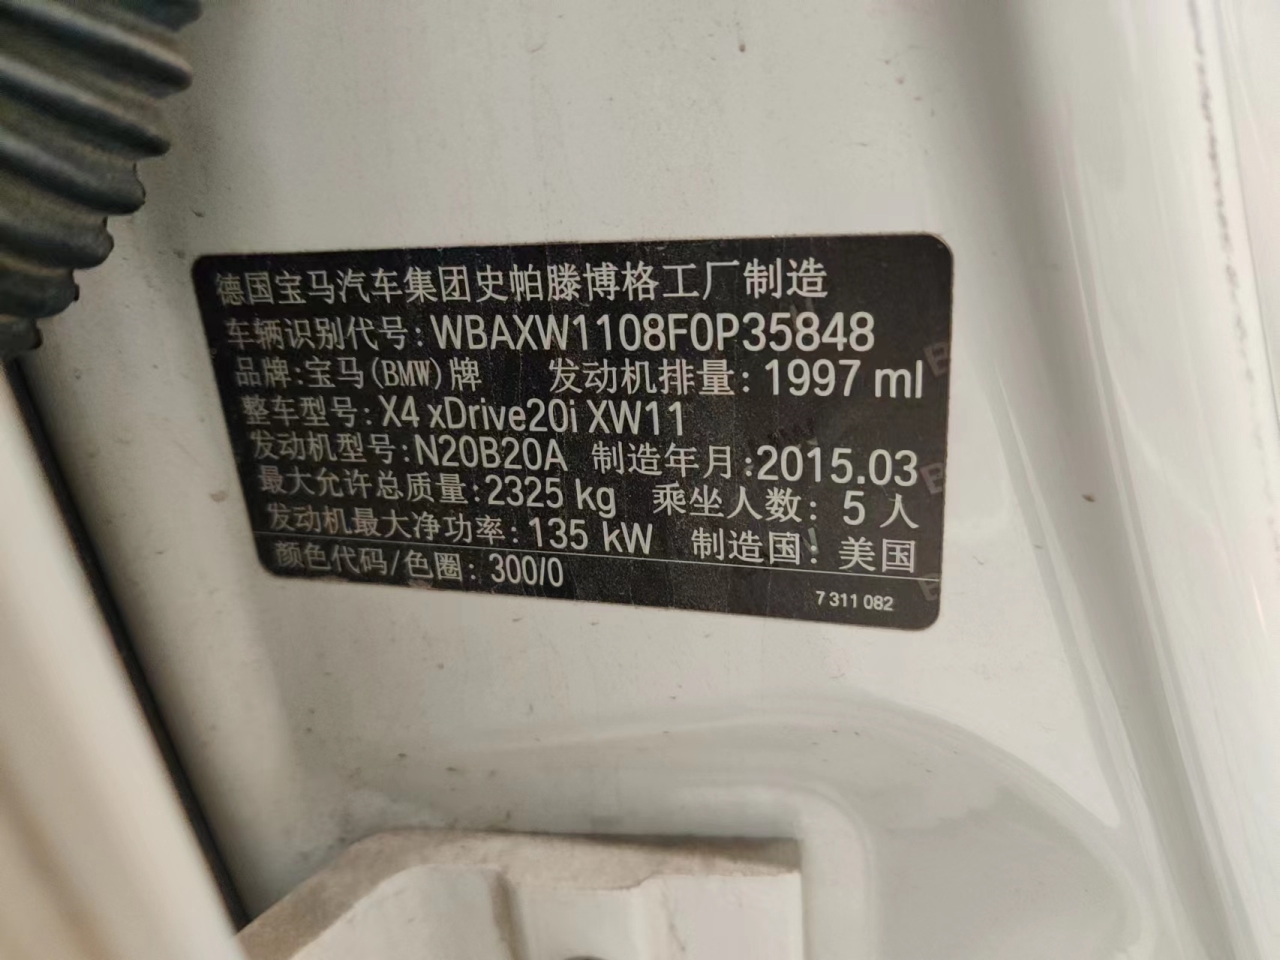 德国宝马汽车集团史帕滕博格工厂制造
车辆识别代号: WBAXW1108F0P35848
品牌: 宝马(BMW)牌 发动机排量: 1997 ml
整车型号: X4 xDrive20i XW11
发动机型号: N20B20A 制造年月: 2015.03
最大允许总质量: 2325 kg 乘坐人数: 5 人
发动机最大净功率: 135 kW 制造国: 美国
颜色代码/色圈: 300/0
7 311 082